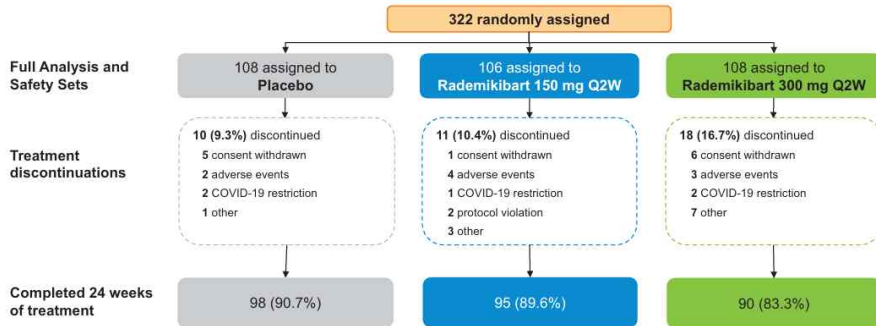 322 randomly assigned
Full Analysis and
Safety Sets
108 assigned to
Placebo
106 assigned to
Rademikibart 150 mg Q2W
108 assigned to
Rademikibart 300 mg Q2W
Treatment
discontinuations
10 (9.3%) discontinued
5 consent withdrawn
2 adverse events
2 COVID-19 restriction
1 other
11 (10.4%) discontinued
1 consent withdrawn
4 adverse events
1 COVID-19 restriction
2 protocol violation
3 other
18 (16.7%) discontinued
6 consent withdrawn
3 adverse events
2 COVID-19 restriction
7 other
Completed 24 weeks
of treatment
98 (90.7%)
95 (89.6%)
90 (83.3%)